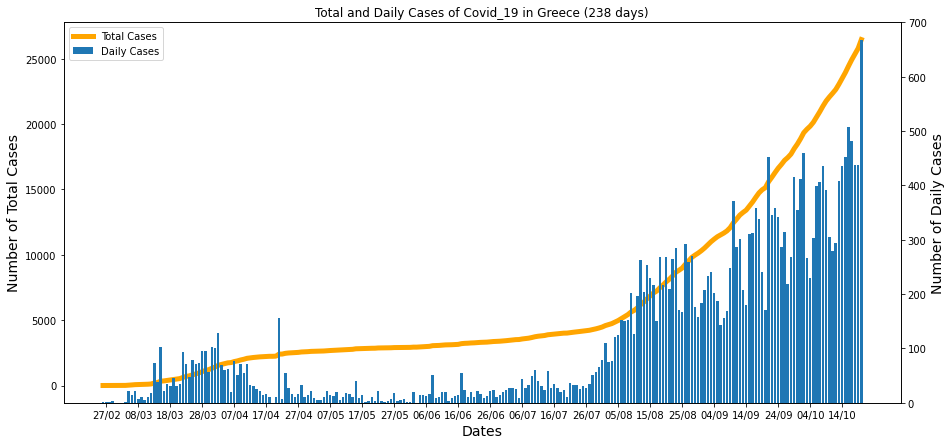 Total and Daily Cases of Covid_19 in Greece (238 days)
Total Cases
Daily Cases
Number of Total Cases
25000
20000
15000
10000
5000
0
700
600
500
400
300
200
100
0
Number of Daily Cases
27/02 08/03 18/03 28/03 07/04 17/04 27/04 07/05 17/05 27/05 06/06 16/06 26/06 06/07 16/07 26/07 05/08 15/08 25/08 04/09 14/09 24/09 04/10 14/10
Dates